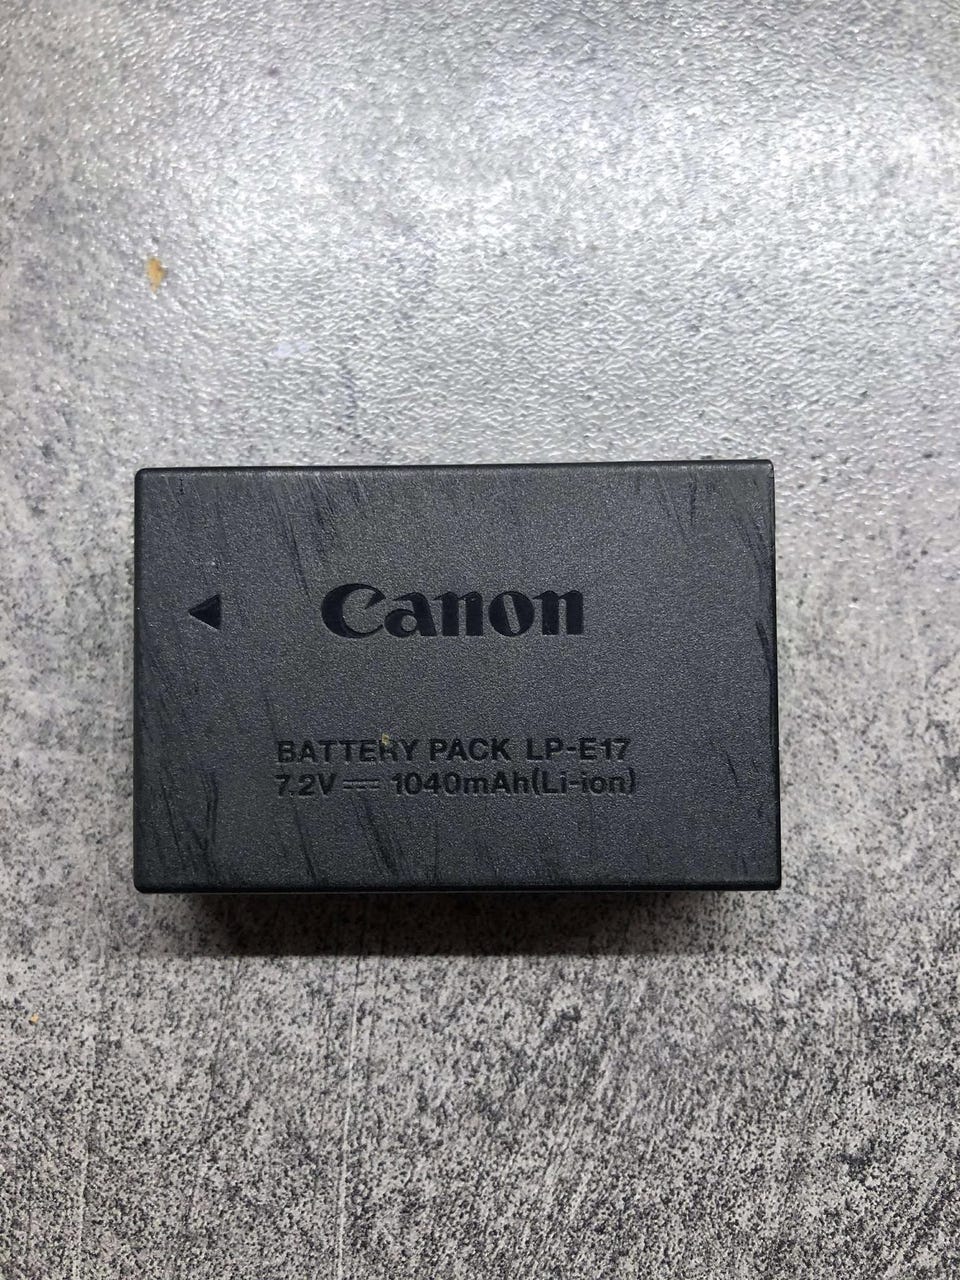 Canon
BATTERY PACK LP-E17
7.2V ⎓ 1040mAh(Li-ion)